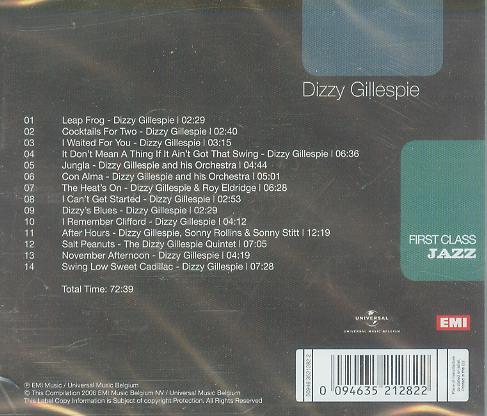 Dizzy Gillespie
01 Leap Frog - Dizzy Gillespie | 02:29
02 Cocktails For Two - Dizzy Gillespie | 02:40
03 I Waited For You - Dizzy Gillespie | 03:15
04 It Don't Mean A Thing If It Ain't Got That Swing - Dizzy Gillespie | 06:36
05 Jungla - Dizzy Gillespie and his Orchestra | 04:44
06 Con Alma - Dizzy Gillespie and his Orchestra | 05:01
07 The Heat's On - Dizzy Gillespie & Roy Eldridge | 06:28
08 I Can't Get Started - Dizzy Gillespie | 02:53
09 Dizzy's Blues - Dizzy Gillespie | 02:29
10 I Remember Clifford - Dizzy Gillespie | 04:12
11 After Hours - Dizzy Gillespie, Sonny Rollins & Sonny Stitt | 12:19
12 Salt Peanuts - The Dizzy Gillespie Quintet | 07:05
13 November Afternoon - Dizzy Gillespie | 04:19
14 Swing Low Sweet Cadillac - Dizzy Gillespie | 07:28
Total Time: 72:39
FIRST CLASS
JAZZ
UNIVERSAL
UNIVERSAL MUSIC BELGIUM
EMI
0 094635 212822
℗ EMI Music / Universal Music Belgium
© This Compilation 2006 EMI Music Belgium NV / Universal Music Belgium
This Label Copy Information is Subject of copyright Protection. All Rights Reserved